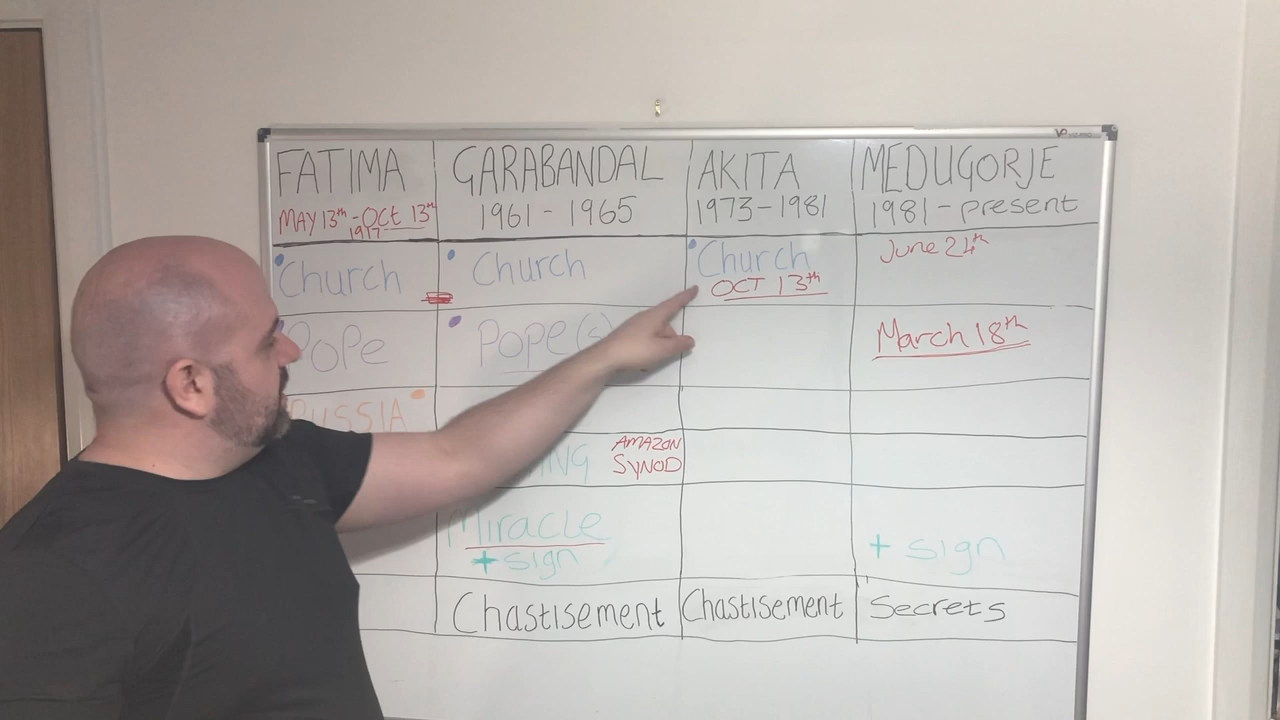 FATIMA
MAY 13th - OCT 13th
1917
GARABANDAL
1961 - 1965
AKITA
1973 - 1981
MEDUGORJE
1981 - present
Church
Church
Church
OCT 13th
June 24th
Pope
Pope(s)
March 18th
RUSSIA
AMAZON
SYNOD
Miracle
+ sign
+ sign
Chastisement
Chastisement
Secrets